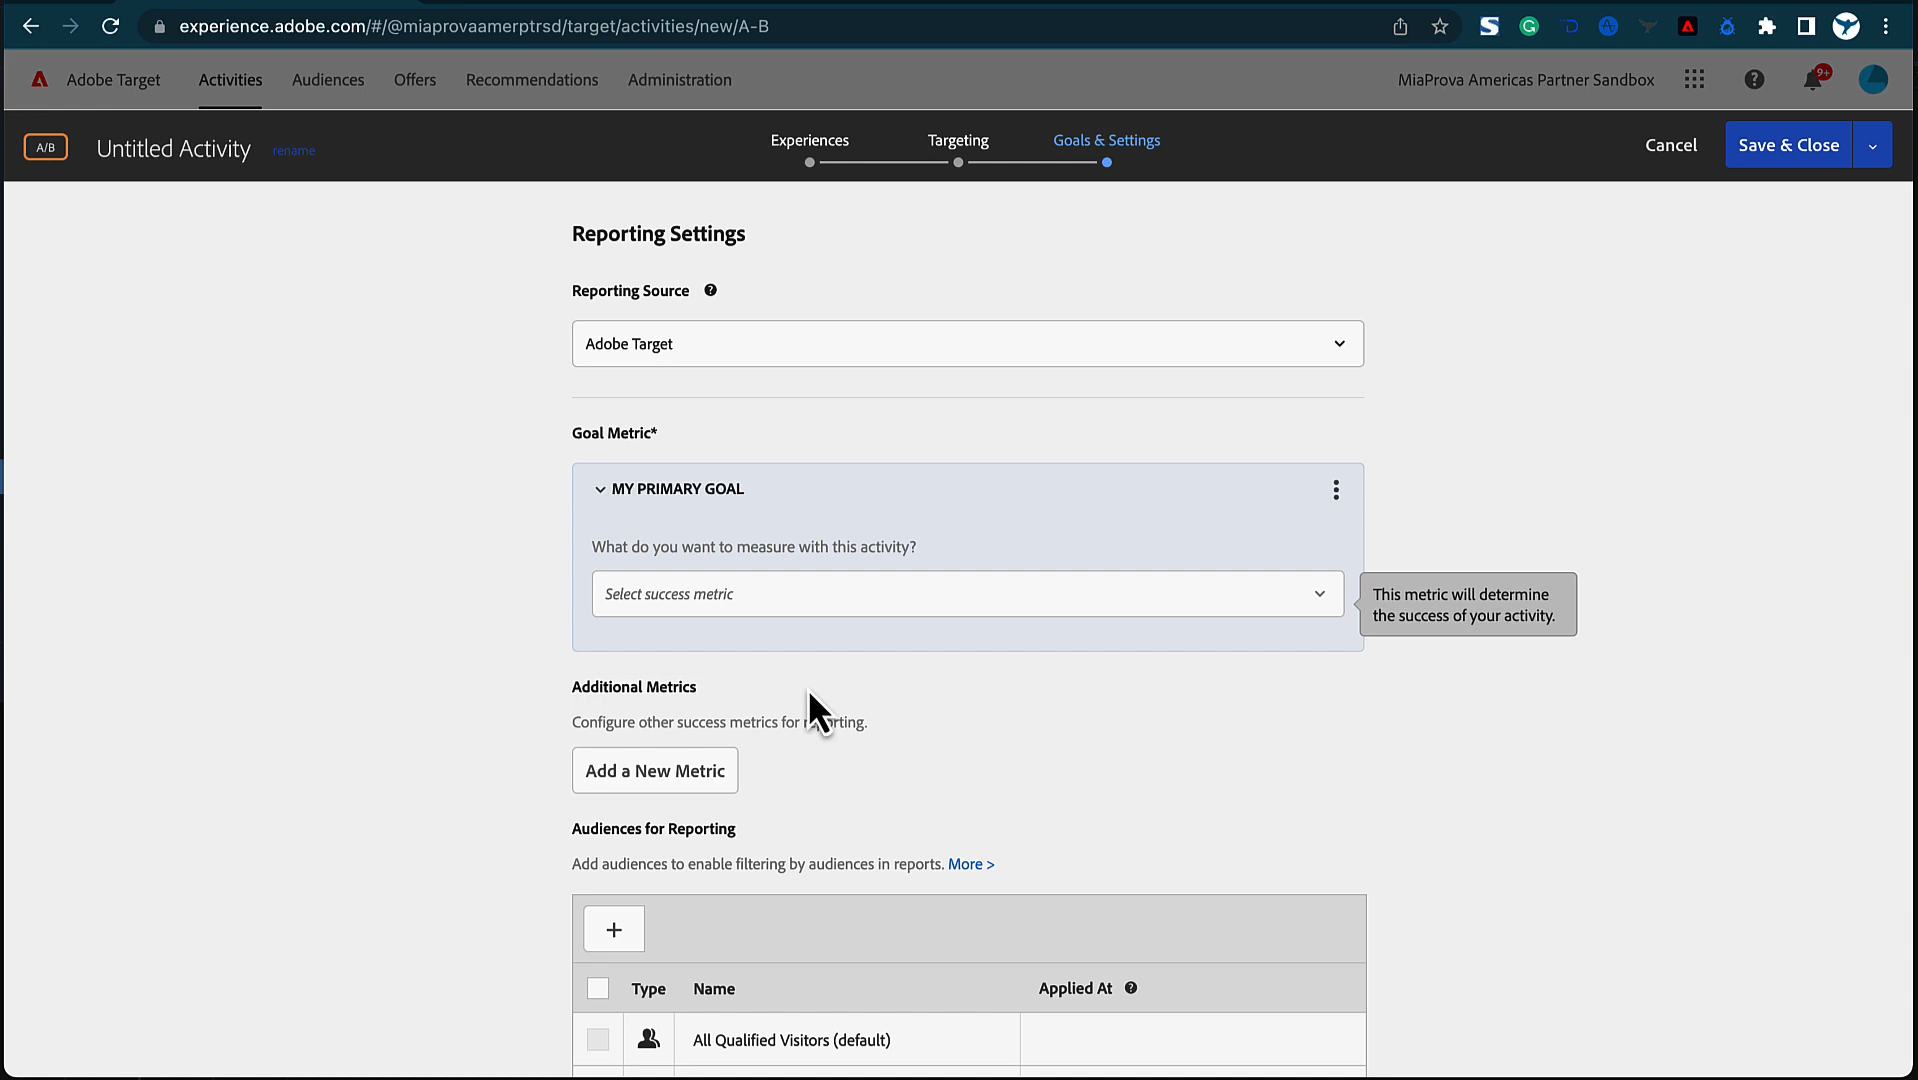 experience.adobe.com/#/@miaprovaamerptrsd/target/activities/new/A-B
Adobe Target
Activities
Audiences
Offers
Recommendations
Administration
MiaProva Americas Partner Sandbox
9+
A/B
Untitled Activity
rename
Experiences
Targeting
Goals & Settings
Cancel
Save & Close
Reporting Settings
Reporting Source
Adobe Target
Goal Metric*
MY PRIMARY GOAL
What do you want to measure with this activity?
Select success metric
This metric will determine
the success of your activity.
Additional Metrics
Configure other success metrics for reporting.
Add a New Metric
Audiences for Reporting
Add audiences to enable filtering by audiences in reports. More >
Type
Name
Applied At
All Qualified Visitors (default)